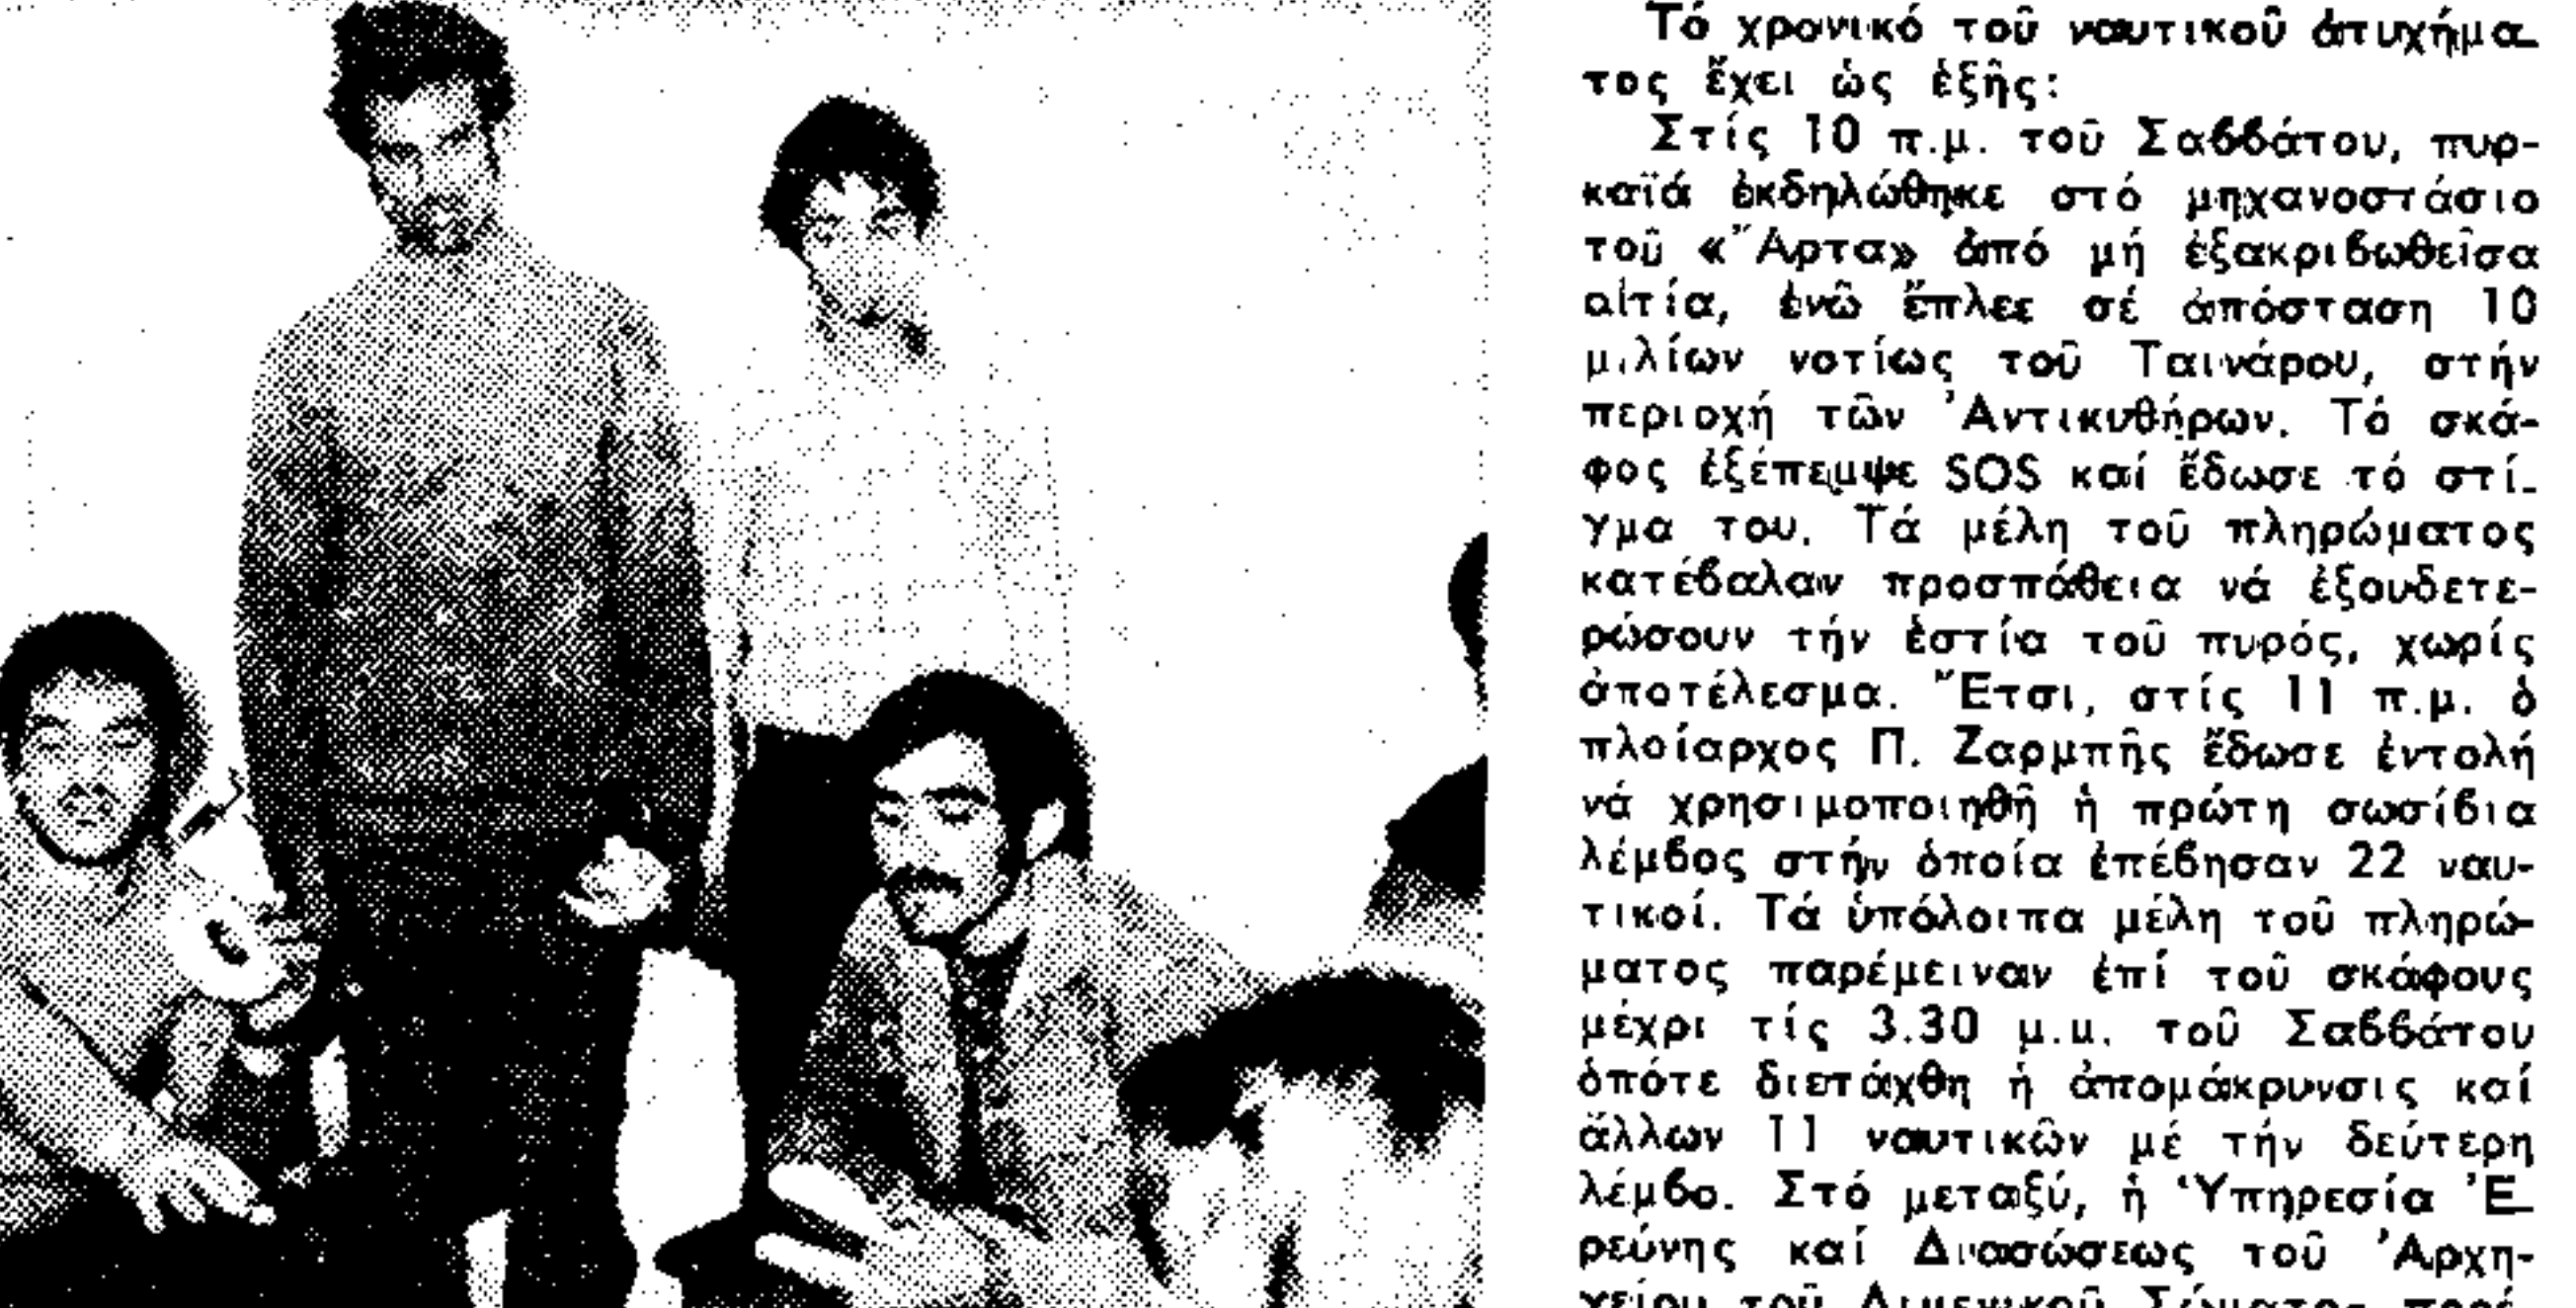 Τό χρονικό τοῦ ναυτικοῦ ἀτυχήμα-
τος ἔχει ὡς ἑξῆς:
Στίς 10 π.μ. τοῦ Σαββάτου, πυρ-
καϊά ἐκδηλώθηκε στό μηχανοστάσιο
τοῦ «Ἄρτα» ἀπό μή ἐξακριβωθεῖσα
αἰτία, ἐνῶ ἔπλεε σέ ἀπόσταση 10
μιλίων νοτίως τοῦ Ταινάρου, στήν
περιοχή τῶν Ἀντικυθήρων. Τό σκά-
φος ἐξέπεμψε SOS καί ἔδωσε τό στί-
γμα του. Τά μέλη τοῦ πληρώματος
κατέβαλαν προσπάθεια νά ἐξουδετε-
ρώσουν τήν ἑστία τοῦ πυρός, χωρίς
ἀποτέλεσμα. Ἔτσι, στίς 11 π.μ. ὁ
πλοίαρχος Π. Ζαρμπῆς ἔδωσε ἐντολή
νά χρησιμοποιηθῆ ἡ πρώτη σωσίβια
λέμβος στήν ὁποία ἐπέβησαν 22 ναυ-
τικοί. Τά ὑπόλοιπα μέλη τοῦ πληρώ-
ματος παρέμειναν ἐπί τοῦ σκάφους
μέχρι τίς 3.30 μ.μ. τοῦ Σαββάτου
ὁπότε διετάχθη ἡ ἀπομάκρυνσις καί
ἄλλων 11 ναυτικῶν μέ τήν δεύτερη
λέμβο. Στό μεταξύ, ἡ Ὑπηρεσία Ἐ-
ρεύνης καί Διασώσεως τοῦ Ἀρχη-
γείου τοῦ Λιμενικοῦ Σώματος